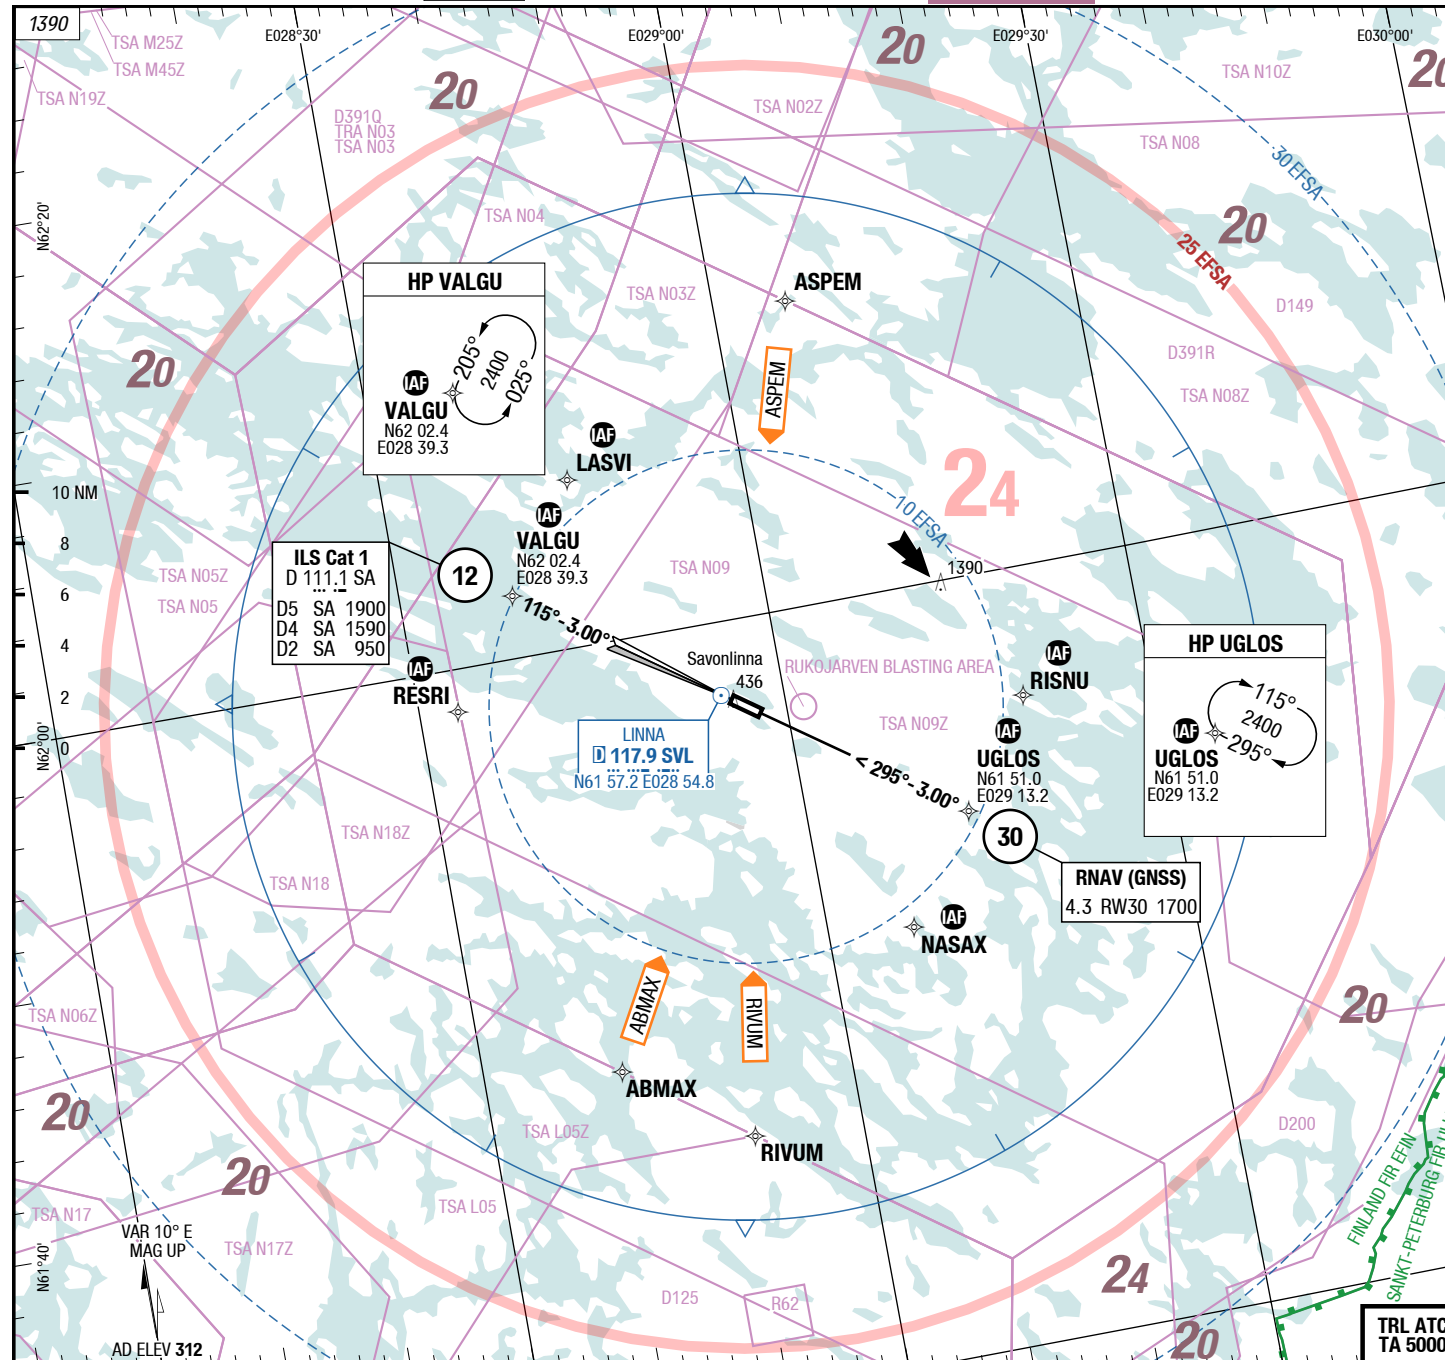 1390
TSA M25Z
TSA M45Z
TSA N19Z
E028°30'
E029°00'
E029°30'
E030°00'
20
20
20
TSA N10Z
D391Q
TRA N03
TSA N03
TSA N02Z
TSA N08
30 EFSA
N62°20'
TSA N04
20
25 EFSA
HP VALGU
205°
2400
025°
IAF
VALGU
N62 02.4
E028 39.3
TSA N03Z
ASPEM
D149
D391R
TSA N08Z
20
ASPEM
IAF
LASVI
24
10 NM
8
6
4
2
0
IAF
VALGU
N62 02.4
E028 39.3
10 EFSA
1390
ILS Cat 1
D 111.1 SA
D5 SA 1900
D4 SA 1590
D2 SA 950
12
TSA N05Z
TSA N05
TSA N09
115°-3.00°
Savonlinna
436
RUKOJARVEN BLASTING AREA
IAF
RESRI
IAF
RISNU
HP UGLOS
115°
2400
295°
IAF
UGLOS
N61 51.0
E029 13.2
N62°00'
LINNA
D 117.9 SVL
N61 57.2 E028 54.8
TSA N09Z
IAF
UGLOS
N61 51.0
E029 13.2
< 295°-3.00°
30
TSA N18Z
TSA N18
RNAV (GNSS)
4.3 RW30 1700
IAF
NASAX
TSA N06Z
ABMAX
RIVUM
20
ABMAX
20
TSA L05Z
RIVUM
D200
20
TSA N17
TSA L05
VAR 10° E
MAG UP
TSA N17Z
FINLAND FIR EFIN
SANKT-PETERBURG FIR UL
N61°40'
24
D125
R62
20
AD ELEV 312
TRL ATC
TA 5000